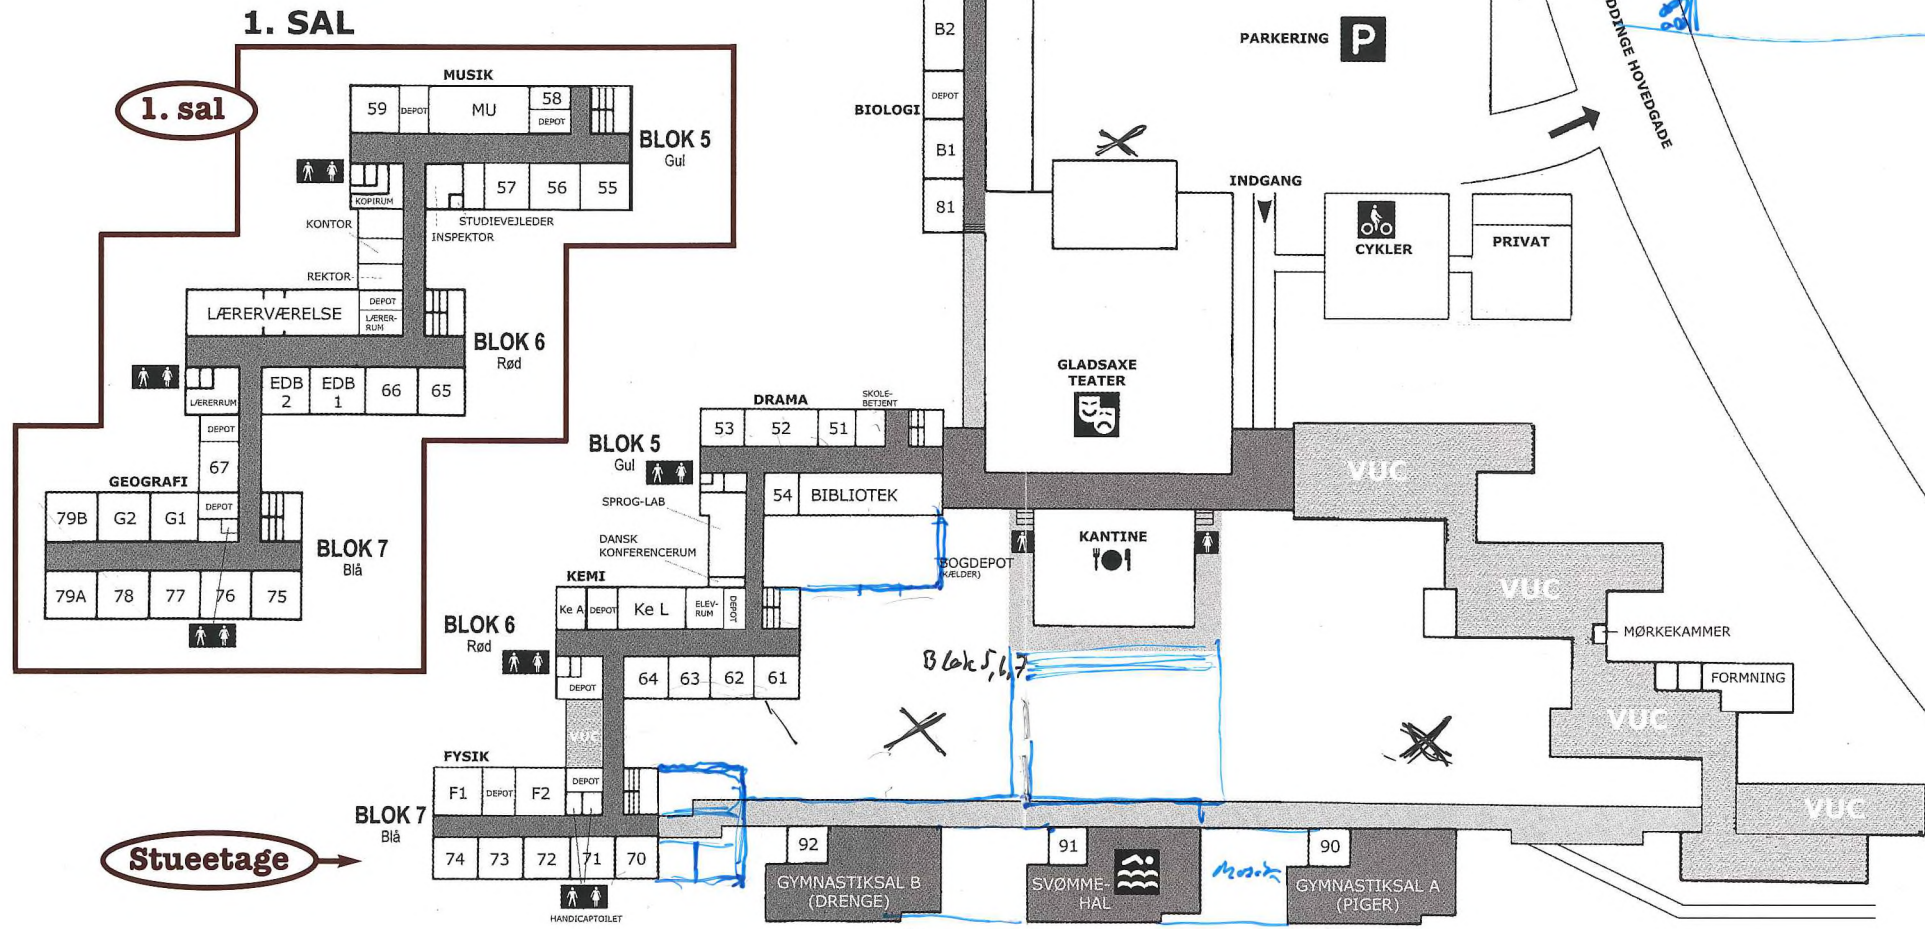 1. SAL
1. sal
MUSIK
59
DEPOT
MU
58
DEPOT
BLOK 5
Gul
KOPIRUM
57
56
55
STUDIEVEJLEDER
INSPEKTOR
KONTOR
REKTOR
LÆRERVÆRELSE
DEPOT
LÆRER-
RUM
BLOK 6
Rød
LÆRERRUM
EDB
2
EDB
1
66
65
DEPOT
67
GEOGRAFI
79B
G2
G1
DEPOT
BLOK 7
Blå
79A
78
77
76
75
B2
DEPOT
BIOLOGI
B1
81
PARKERING
P
DDINGE HOVEDGADE
INDGANG
CYKLER
PRIVAT
GLADSAXE
TEATER
DRAMA
SKOLE-
BETJENT
53
52
51
BLOK 5
Gul
54
BIBLIOTEK
SPROG-LAB
DANSK
KONFERENCERUM
BOGDEPOT
(KÆLDER)
KANTINE
VUC
VUC
MØRKEKAMMER
FORMNING
VUC
VUC
KEMI
Ke A
DEPOT
Ke L
ELEV-
RUM
DEPOT
BLOK 6
Rød
DEPOT
64
63
62
61
Blok 5,6,7
VUC
FYSIK
F1
DEPOT
F2
DEPOT
BLOK 7
Blå
74
73
72
71
70
Stueetage
HANDICAPTOILET
92
GYMNASTIKSAL B
(DRENGE)
91
SVØMME-
HAL
90
GYMNASTIKSAL A
(PIGER)